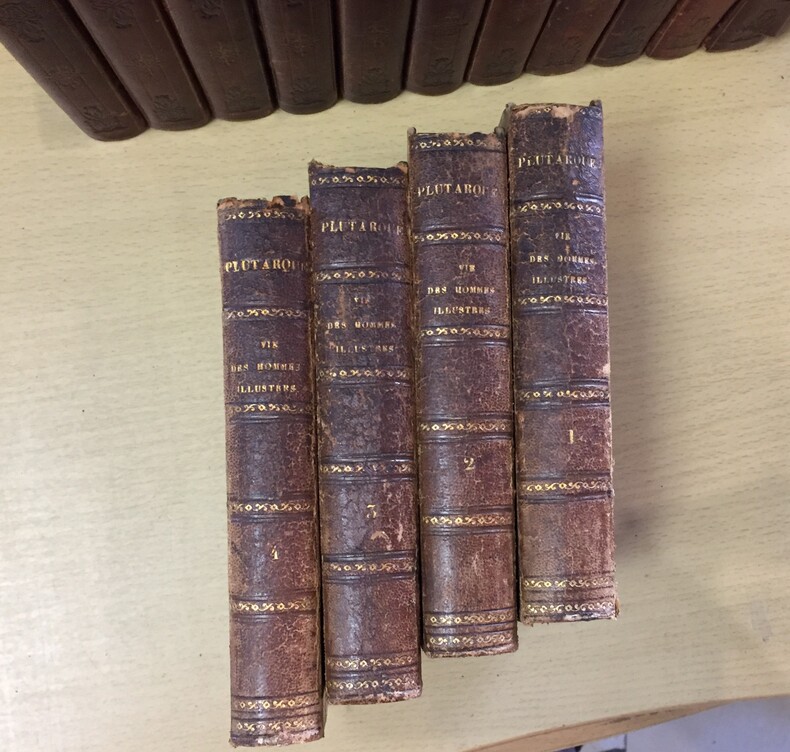 PLUTARQUE
VIE
DES HOMMES
ILLUSTRES
4
PLUTARQUE
VIE
DES HOMMES
ILLUSTRES
3
PLUTARQUE
VIE
DES HOMMES
ILLUSTRES
2
PLUTARQUE
VIE
DES HOMMES
ILLUSTRES
1